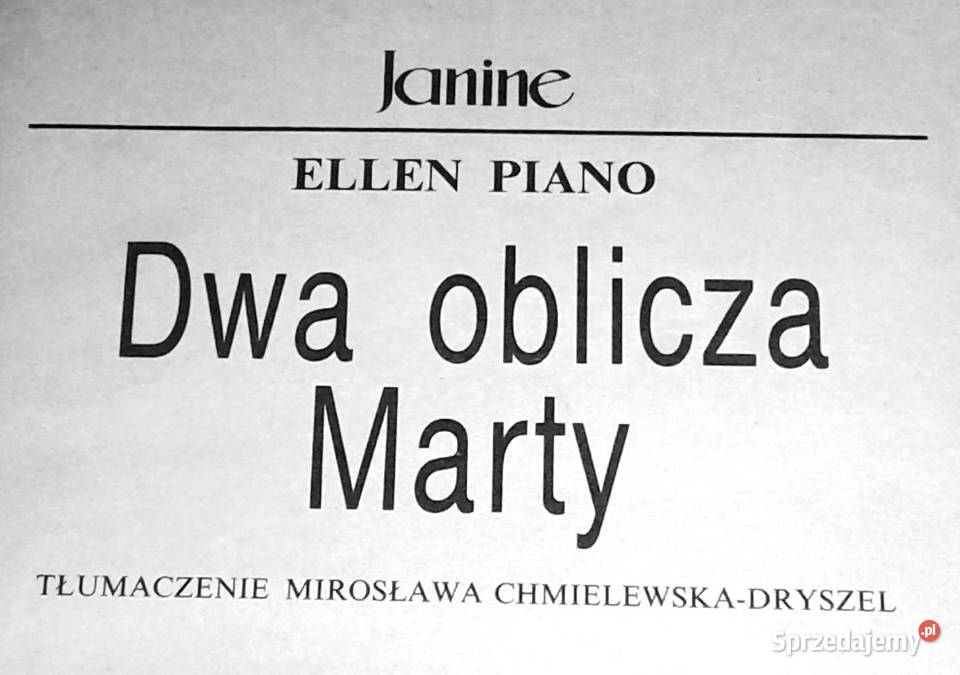 Janine
ELLEN PIANO
Dwa oblicza
Marty
TŁUMACZENIE MIROSŁAWA CHMIELEWSKA-DRYSZEL
Sprzedajemy.pl